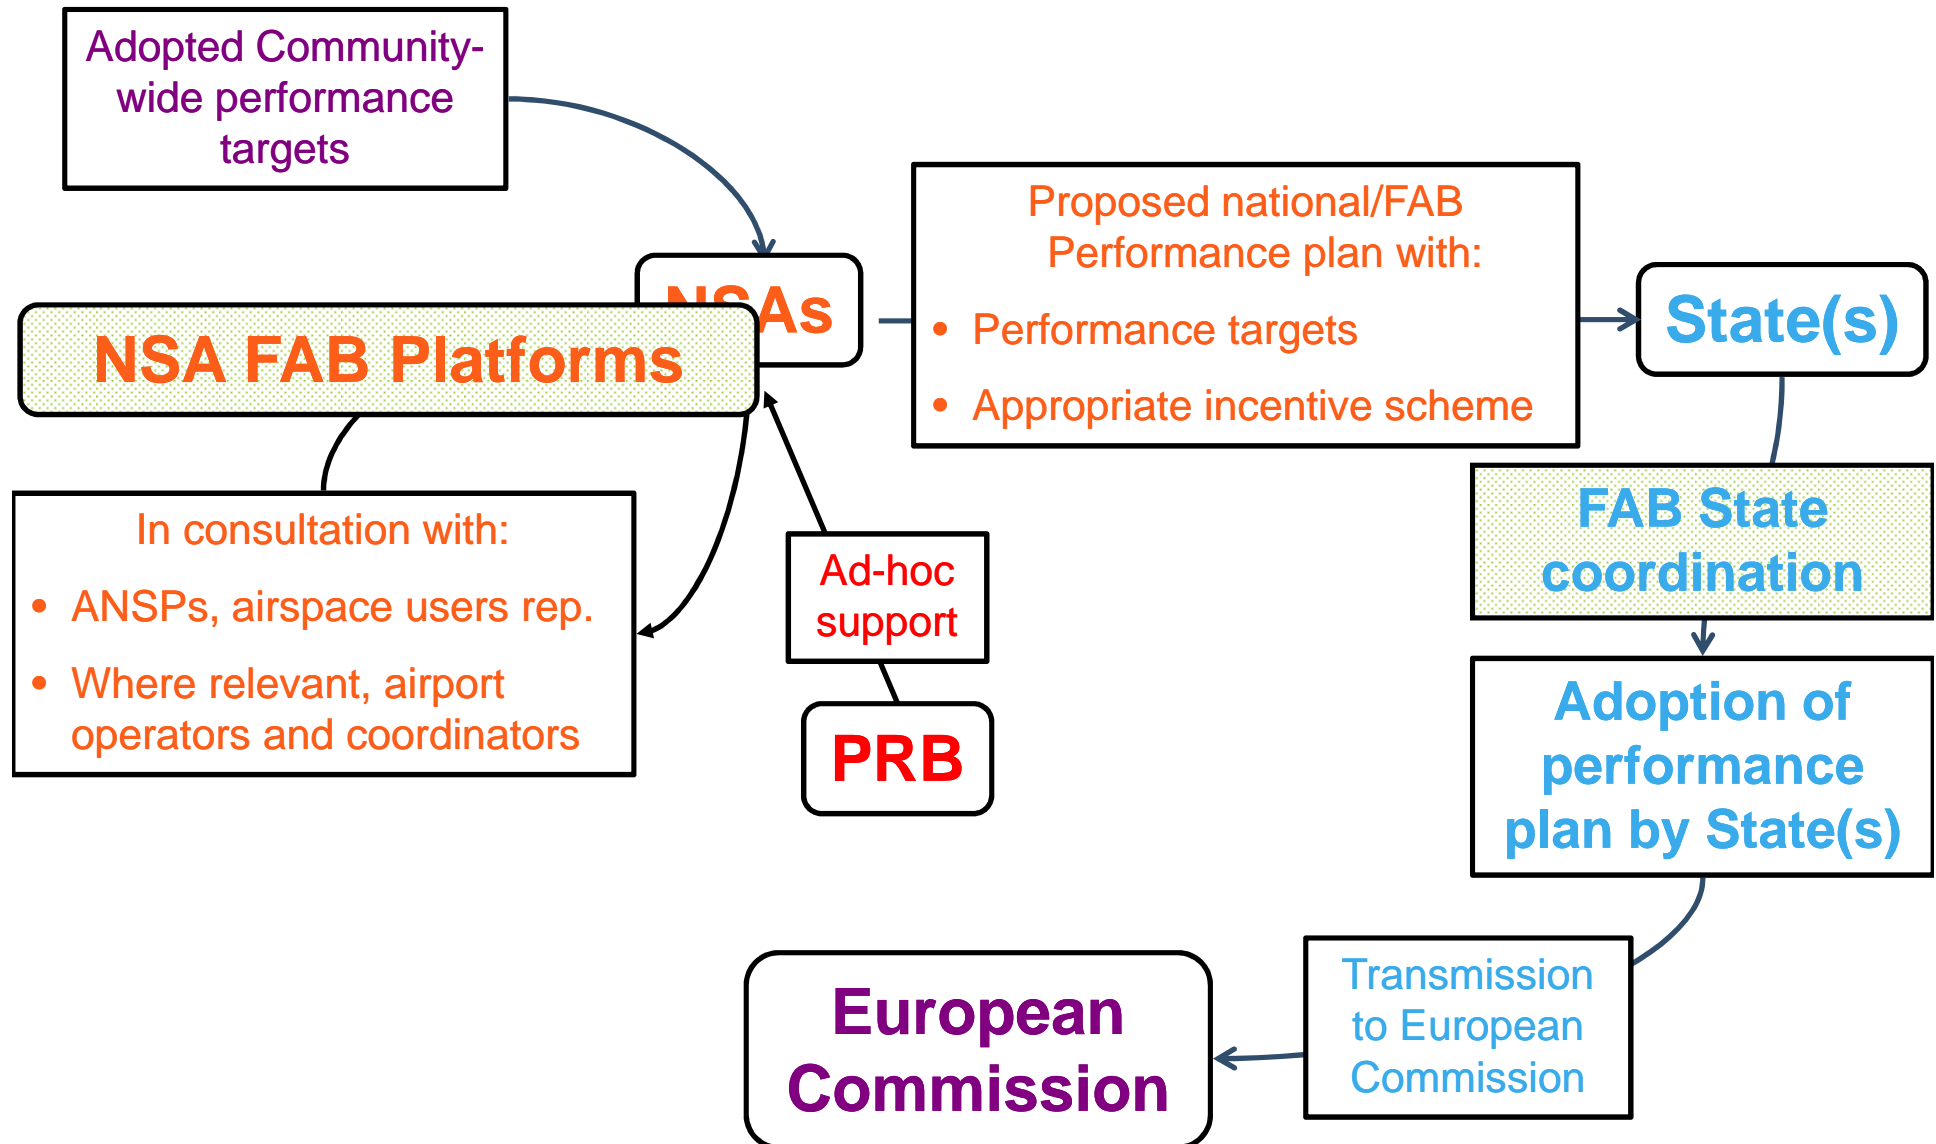 Adopted Community-
wide performance
targets
NSAs
NSA FAB Platforms
Proposed national/FAB
Performance plan with:
• Performance targets
• Appropriate incentive scheme
State(s)
In consultation with:
• ANSPs, airspace users rep.
• Where relevant, airport
operators and coordinators
Ad-hoc
support
PRB
FAB State
coordination
Adoption of
performance
plan by State(s)
Transmission
to European
Commission
European
Commission